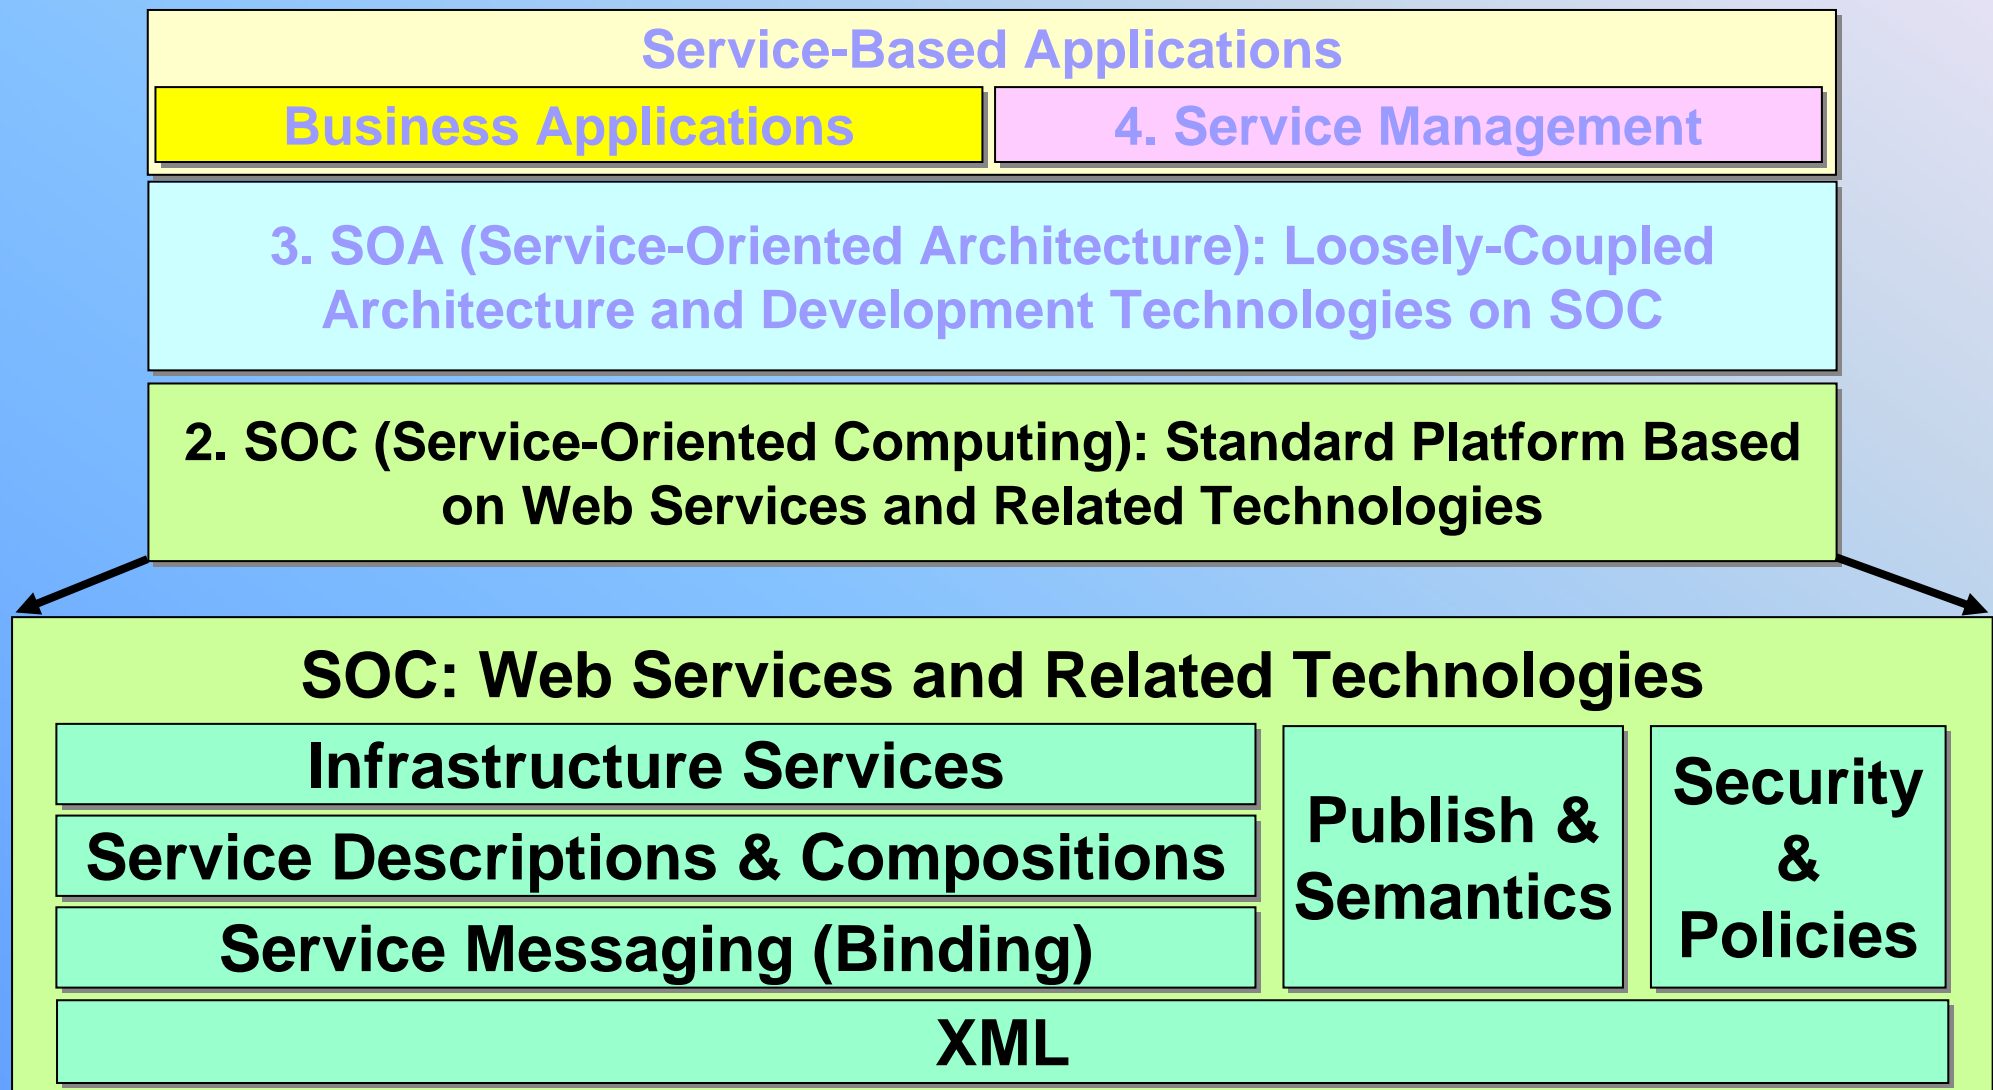 Service-Based Applications
Business Applications
4. Service Management
3. SOA (Service-Oriented Architecture): Loosely-Coupled
Architecture and Development Technologies on SOC
2. SOC (Service-Oriented Computing): Standard Platform Based
on Web Services and Related Technologies
SOC: Web Services and Related Technologies
Infrastructure Services
Service Descriptions & Compositions
Service Messaging (Binding)
Publish &
Semantics
Security
&
Policies
XML